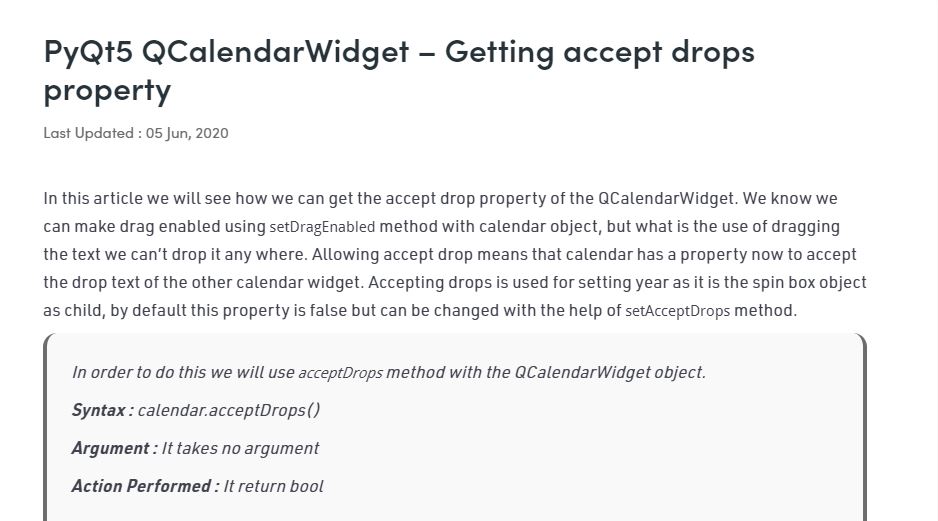 PyQt5 QCalendarWidget – Getting accept drops
property
Last Updated : 05 Jun, 2020
In this article we will see how we can get the accept drop property of the QCalendarWidget. We know we
can make drag enabled using setDragEnabled method with calendar object, but what is the use of dragging
the text we can’t drop it any where. Allowing accept drop means that calendar has a property now to accept
the drop text of the other calendar widget. Accepting drops is used for setting year as it is the spin box object
as child, by default this property is false but can be changed with the help of setAcceptDrops method.
In order to do this we will use acceptDrops method with the QCalendarWidget object.
Syntax : calendar.acceptDrops()
Argument : It takes no argument
Action Performed : It return bool